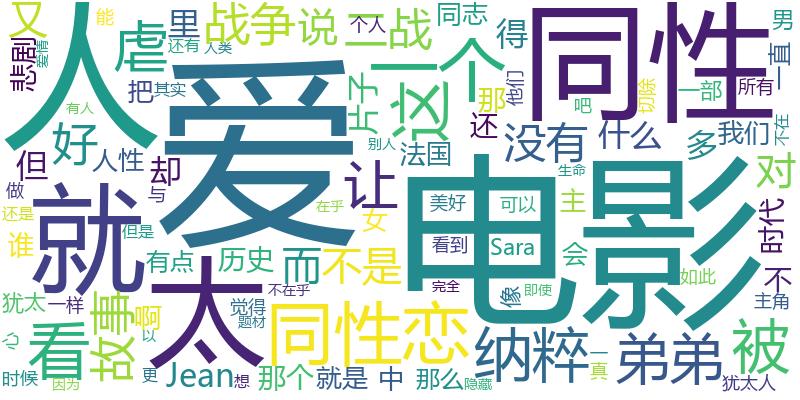 又
能
里
战争
说
二战
同志
得
同性
男
悲剧
爱情
人
虐
还有
人类
个人
爱
片子
这
一个
他们
吧
切除
一部
所有
一直
有人
把
其实
那
还
别人
法国
没有
什么
多
我们
不在
但
好
人性
却
让
电影
生命
对
时代
做
与
就
在乎
美好
可以
主
还是
谁
但是
女
看到
Sara
会
不
有点
历史
而
不是
如此
太
不在乎
完全
像
即使
主角
犹太
一样
故事
啊
觉得
题材
同性恋
纳粹
弟弟
被
心
看
以
一
真
时候
因为
更
Jean
想
那个
就是
中
那么
隐藏
犹太人